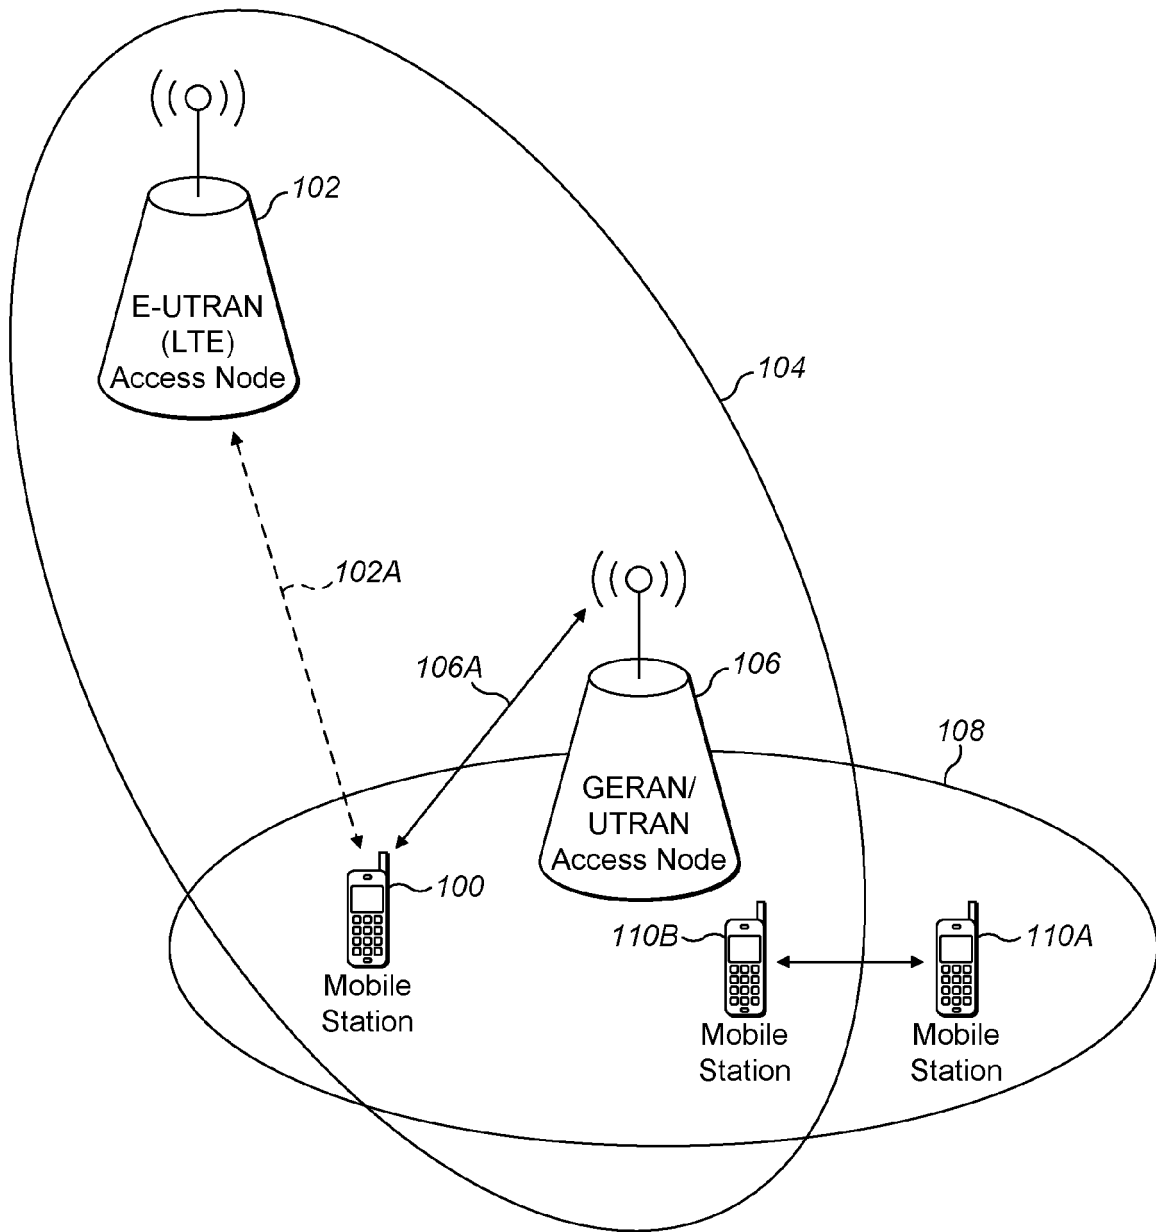 102
E-UTRAN
(LTE)
Access Node
104
102A
106A
106
108
GERAN/
UTRAN
Access Node
100
110B
110A
Mobile
Station
Mobile
Station
Mobile
Station